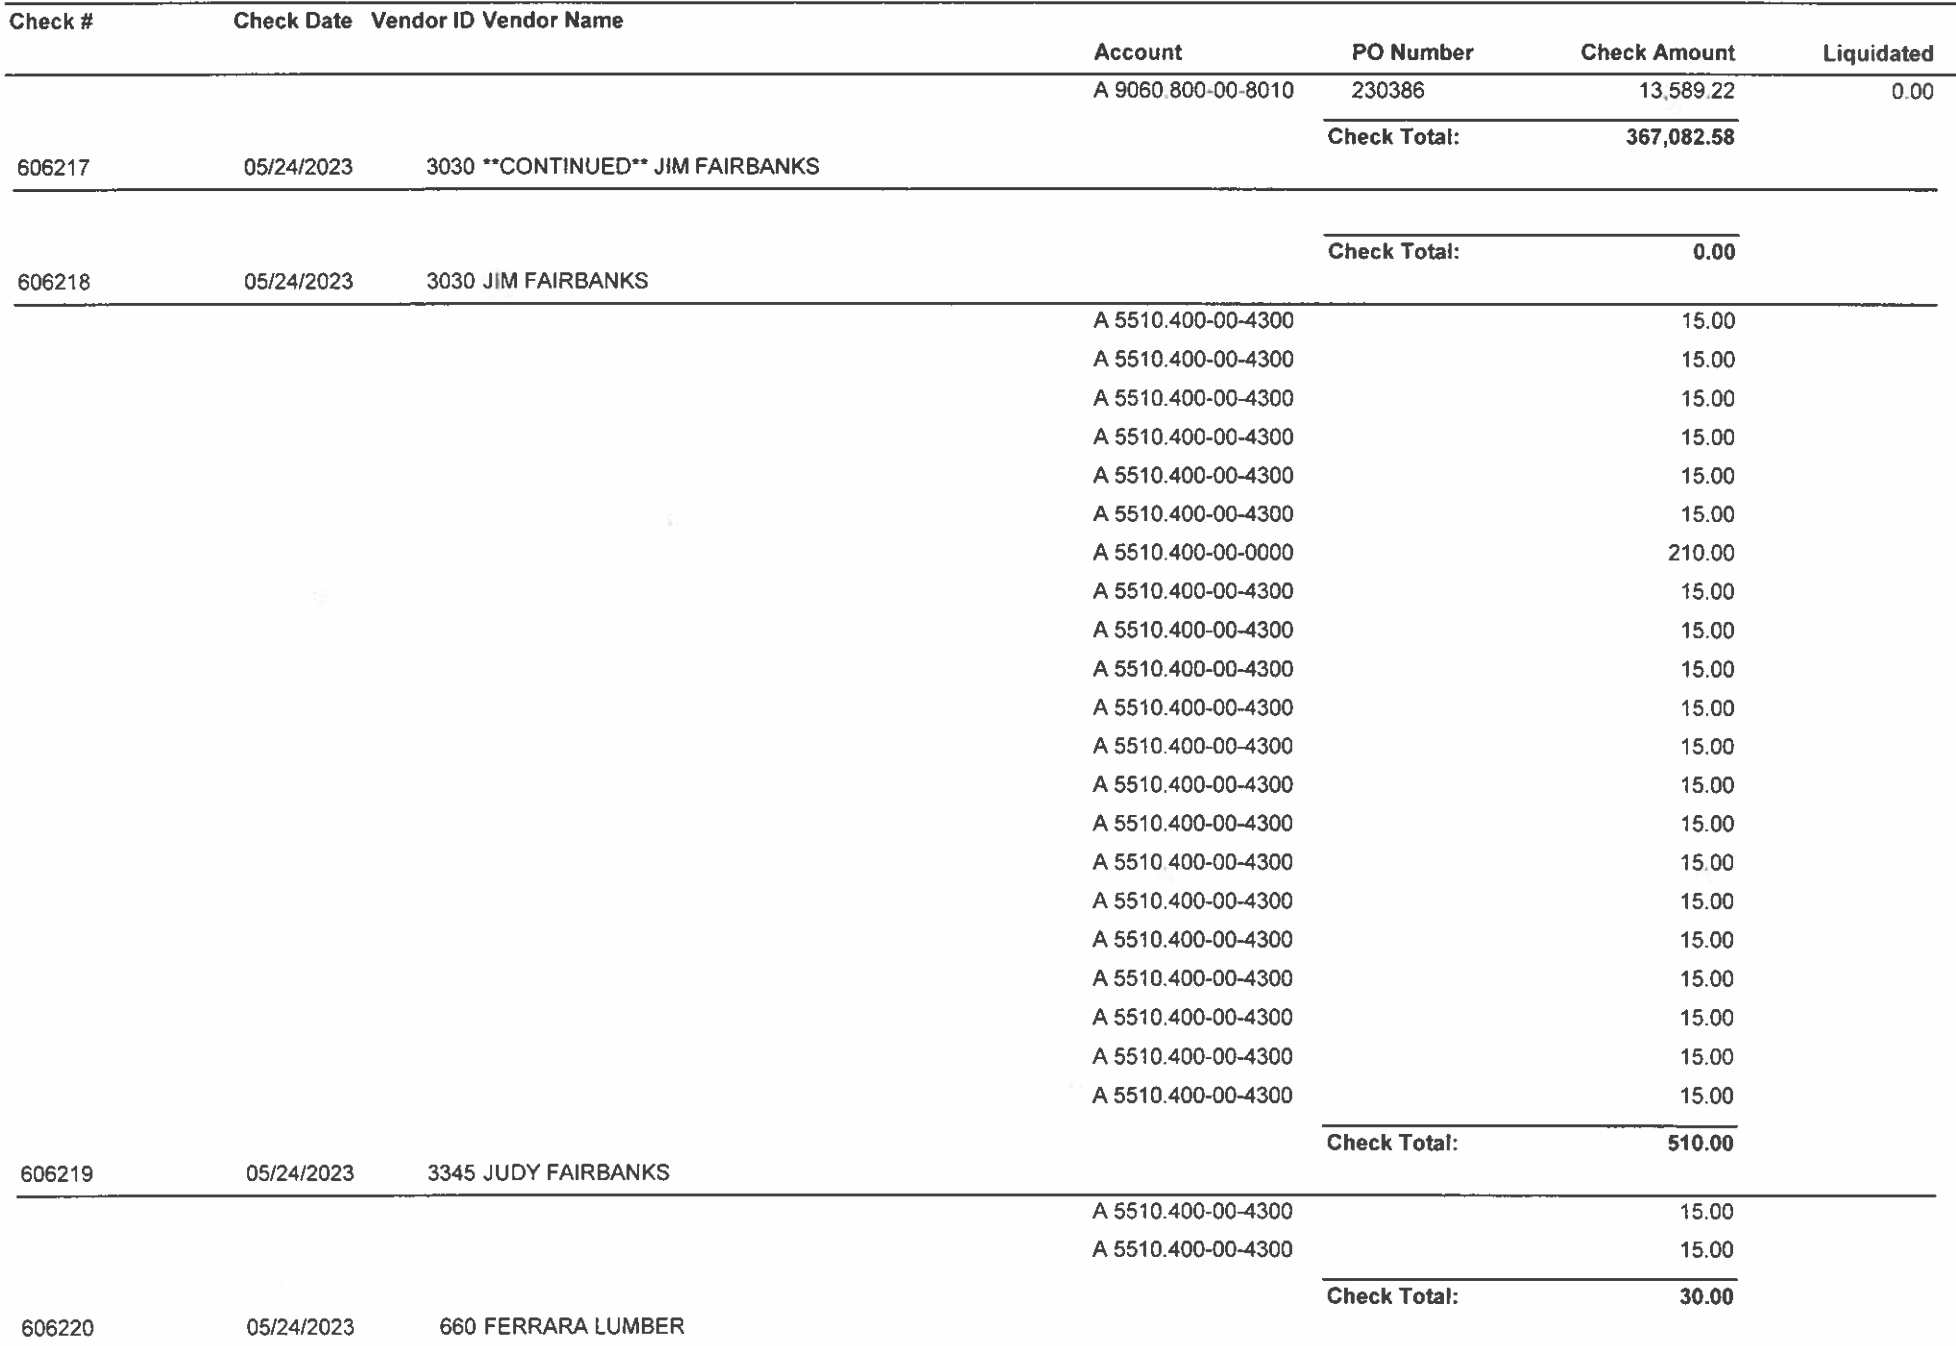 Check # Check Date Vendor ID Vendor Name
Account PO Number Check Amount Liquidated
A 9060.800-00-8010 230386 13,589.22 0.00
Check Total: 367,082.58
606217 05/24/2023 3030 **CONTINUED** JIM FAIRBANKS
Check Total: 0.00
606218 05/24/2023 3030 JIM FAIRBANKS
A 5510.400-00-4300 15.00
A 5510.400-00-4300 15.00
A 5510.400-00-4300 15.00
A 5510.400-00-4300 15.00
A 5510.400-00-4300 15.00
A 5510.400-00-4300 15.00
A 5510.400-00-0000 210.00
A 5510.400-00-4300 15.00
A 5510.400-00-4300 15.00
A 5510.400-00-4300 15.00
A 5510.400-00-4300 15.00
A 5510.400-00-4300 15.00
A 5510.400-00-4300 15.00
A 5510.400-00-4300 15.00
A 5510.400-00-4300 15.00
A 5510.400-00-4300 15.00
A 5510.400-00-4300 15.00
A 5510.400-00-4300 15.00
A 5510.400-00-4300 15.00
A 5510.400-00-4300 15.00
A 5510.400-00-4300 15.00
Check Total: 510.00
606219 05/24/2023 3345 JUDY FAIRBANKS
A 5510.400-00-4300 15.00
A 5510.400-00-4300 15.00
Check Total: 30.00
606220 05/24/2023 660 FERRARA LUMBER